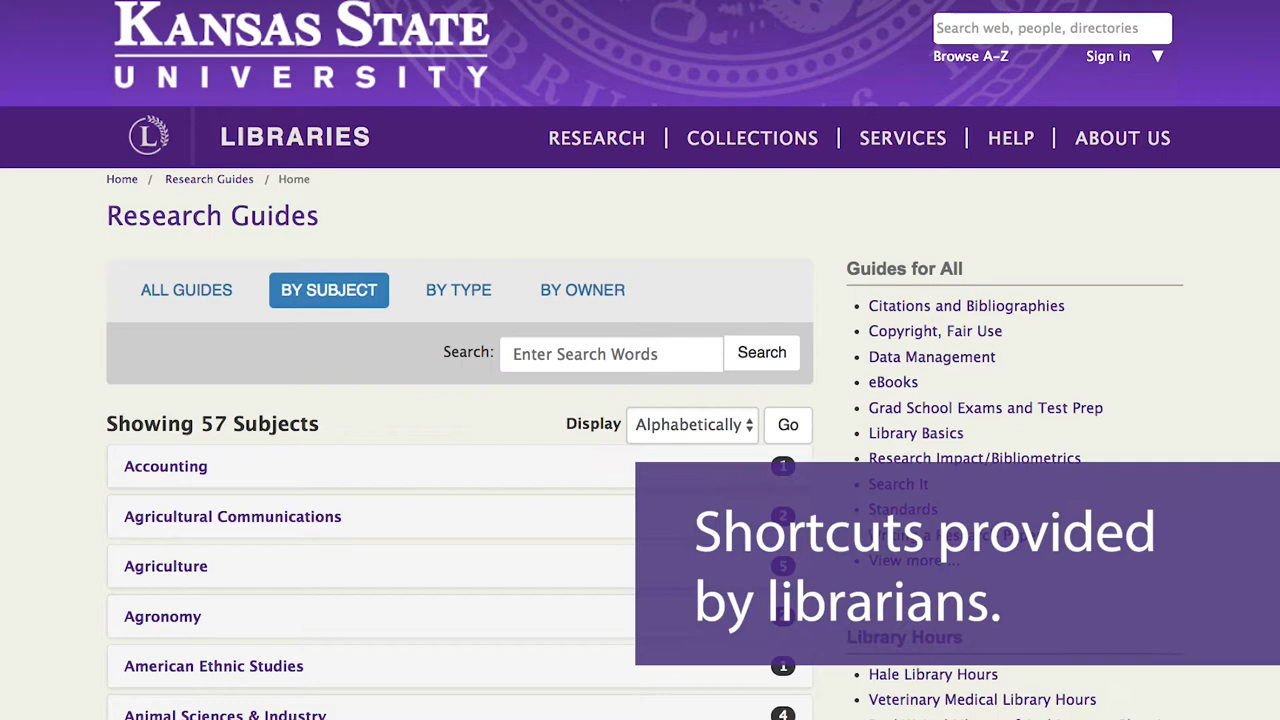 KANSAS STATE
UNIVERSITY
Search web, people, directories
Browse A-Z
Sign in
L
LIBRARIES
RESEARCH | COLLECTIONS | SERVICES | HELP | ABOUT US
Home / Research Guides / Home
Research Guides
ALL GUIDES
BY SUBJECT
BY TYPE
BY OWNER
Search:
Enter Search Words
Search
Showing 57 Subjects
Display
Alphabetically
Go
Accounting
1
Agricultural Communications
2
Agriculture
5
Agronomy
American Ethnic Studies
1
Animal Sciences & Industry
4
Guides for All
Citations and Bibliographies
Copyright, Fair Use
Data Management
eBooks
Grad School Exams and Test Prep
Library Basics
Research Impact/Bibliometrics
Search It
Standards
View more ...
Shortcuts provided
by librarians.
Library Hours
Hale Library Hours
Veterinary Medical Library Hours